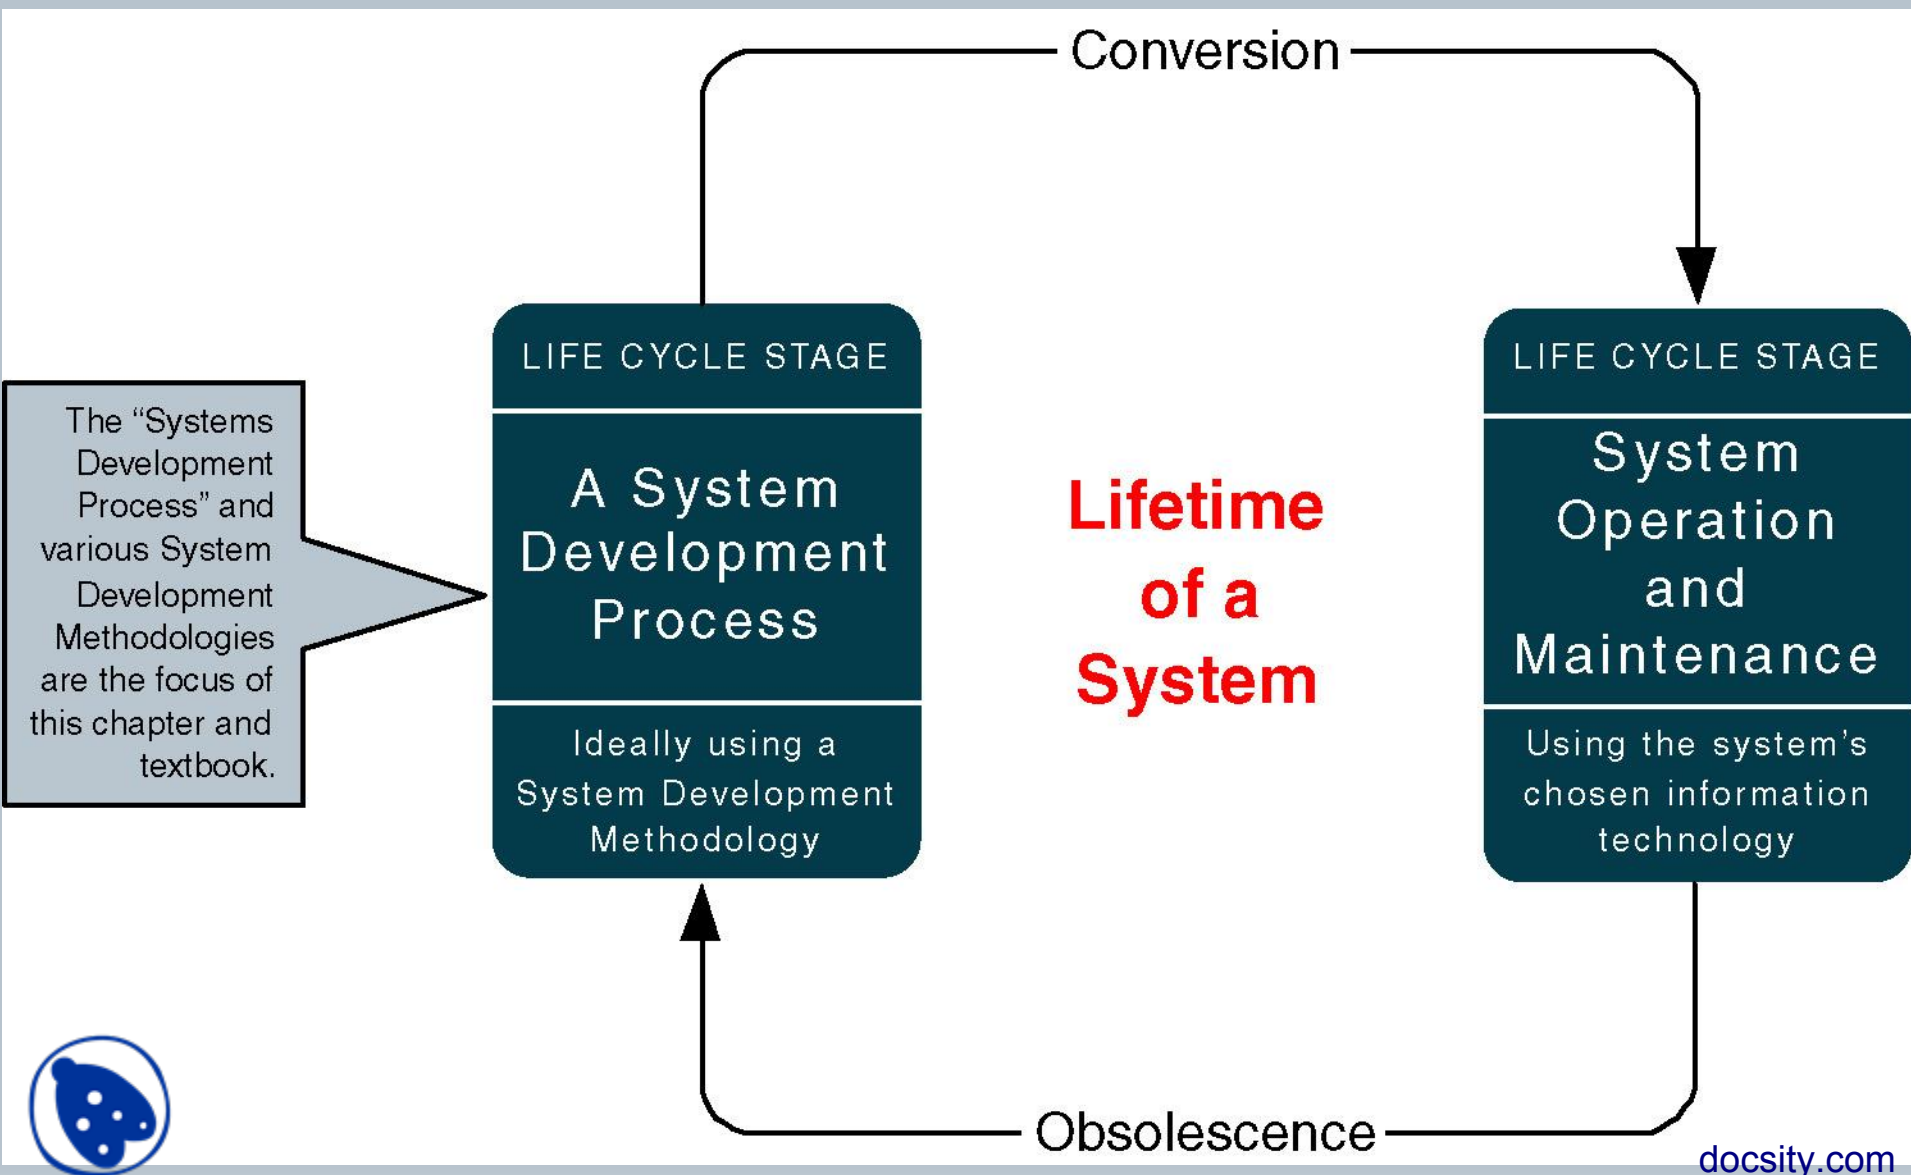 Conversion
The “Systems
Development
Process” and
various System
Development
Methodologies
are the focus of
this chapter and
textbook.
LIFE CYCLE STAGE
A System
Development
Process
Ideally using a
System Development
Methodology
Lifetime
of a
System
LIFE CYCLE STAGE
System
Operation
and
Maintenance
Using the system’s
chosen information
technology
Obsolescence
docsity.com